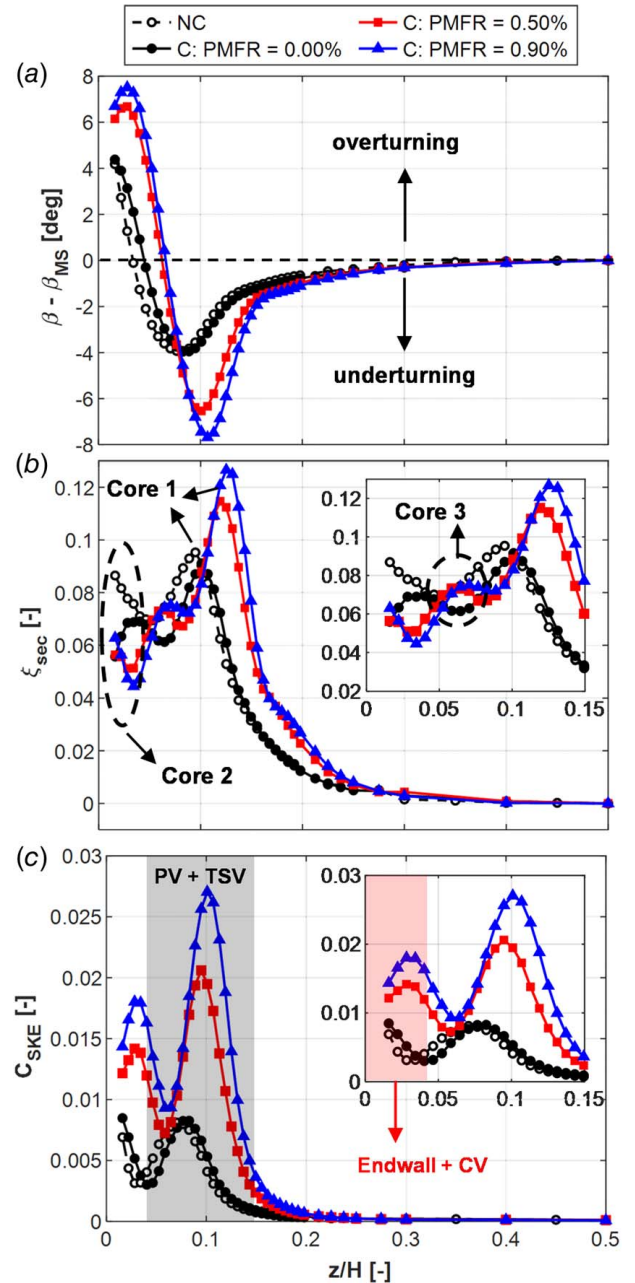 NC
C: PMFR = 0.50%
C: PMFR = 0.00%
C: PMFR = 0.90%
(a)
8
6
4
2
0
-2
-4
-6
-8
β - βMS [deg]
overturning
underturning
(b)
0.12
0.1
0.08
0.06
0.04
0.02
0
ξsec [-]
Core 1
Core 2
0.12
0.1
0.08
0.06
0.04
0.02
0
0.05
0.1
0.15
Core 3
(c)
0.03
0.025
0.02
0.015
0.01
0.005
0
CSKE [-]
PV + TSV
0.03
0.02
0.01
0
0
0.05
0.1
0.15
Endwall + CV
0
0.1
0.2
0.3
0.4
0.5
z/H [-]